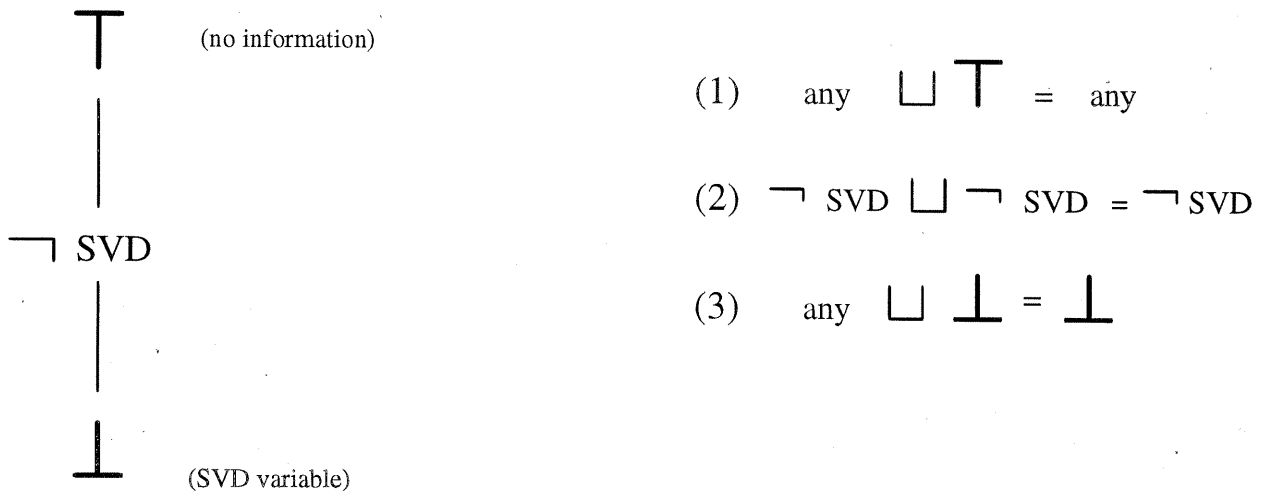 ⊤ (no information)
¬ SVD
⊥ (SVD variable)
(1) any ⊔ ⊤ = any
(2) ¬ SVD ⊔ ¬ SVD = ¬ SVD
(3) any ⊔ ⊥ = ⊥